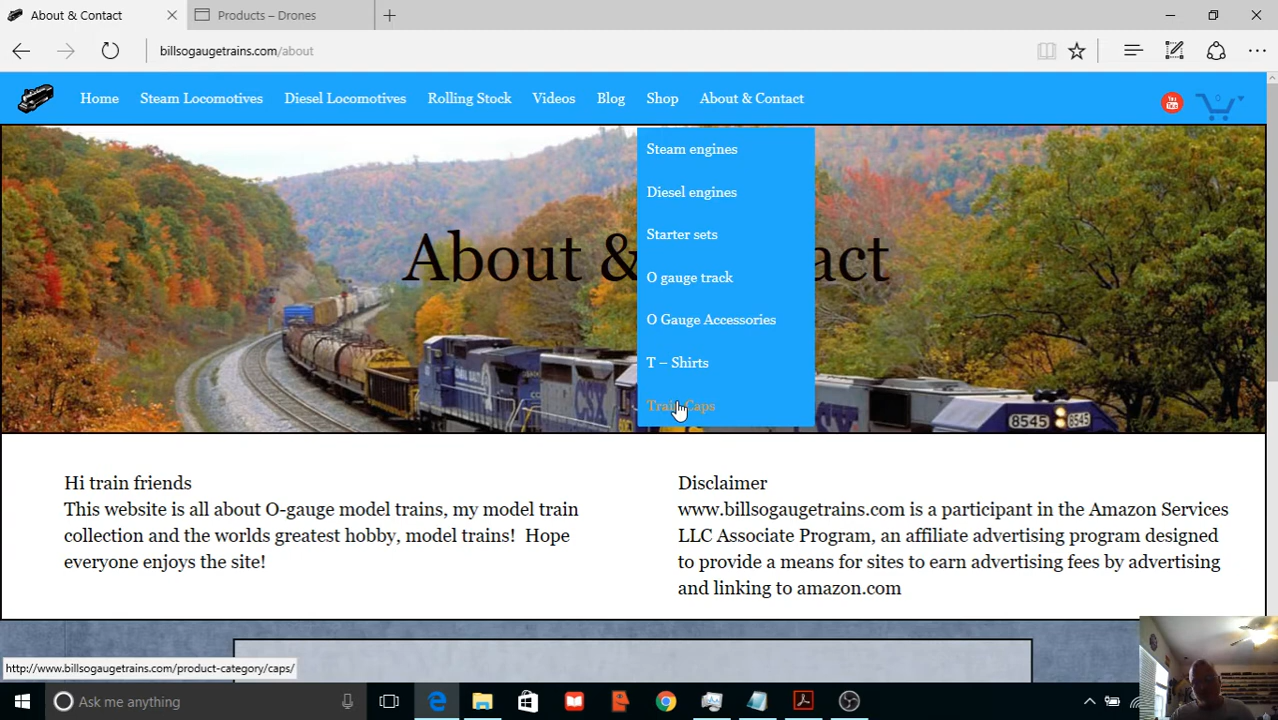 About & Contact
Products – Drones
billsogaugetrains.com/about
Home Steam Locomotives Diesel Locomotives Rolling Stock Videos Blog Shop About & Contact
You Tube
0
Steam engines
Diesel engines
Starter sets
O gauge track
O Gauge Accessories
T – Shirts
About &
act
8545
Hi train friends
This website is all about O-gauge model trains, my model train
collection and the worlds greatest hobby, model trains! Hope
everyone enjoys the site!
Disclaimer
www.billsogaugetrains.com is a participant in the Amazon Services
LLC Associate Program, an affiliate advertising program designed
to provide a means for sites to earn advertising fees by advertising
and linking to amazon.com
http://www.billsogaugetrains.com/product-category/caps/
Ask me anything